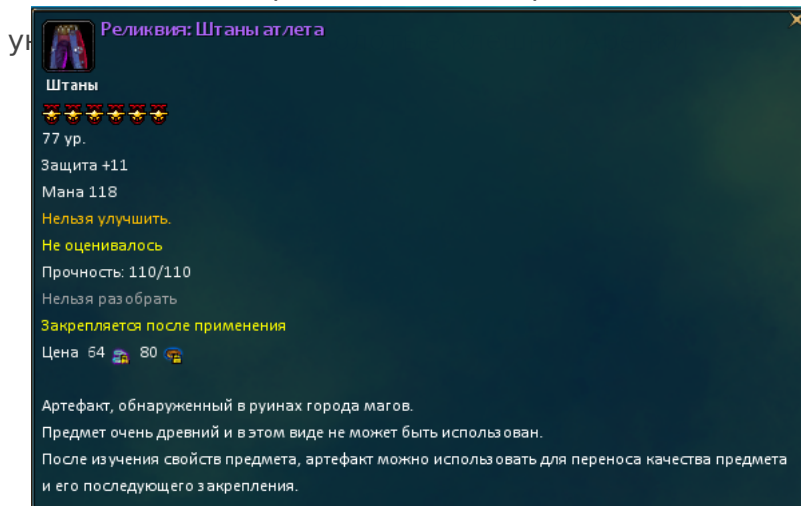 Реликвия: Штаны атлета
Штаны
77 ур.
Защита +11
Мана 118
Нельзя улучшить.
Не оценивалось
Прочность: 110/110
Нельзя разобрать
Закрепляется после применения
Цена 64 80
Артефакт, обнаруженный в руинах города магов.
Предмет очень древний и в этом виде не может быть использован.
После изучения свойств предмета, артефакт можно использовать для переноса качества предмета
и его последующего закрепления.